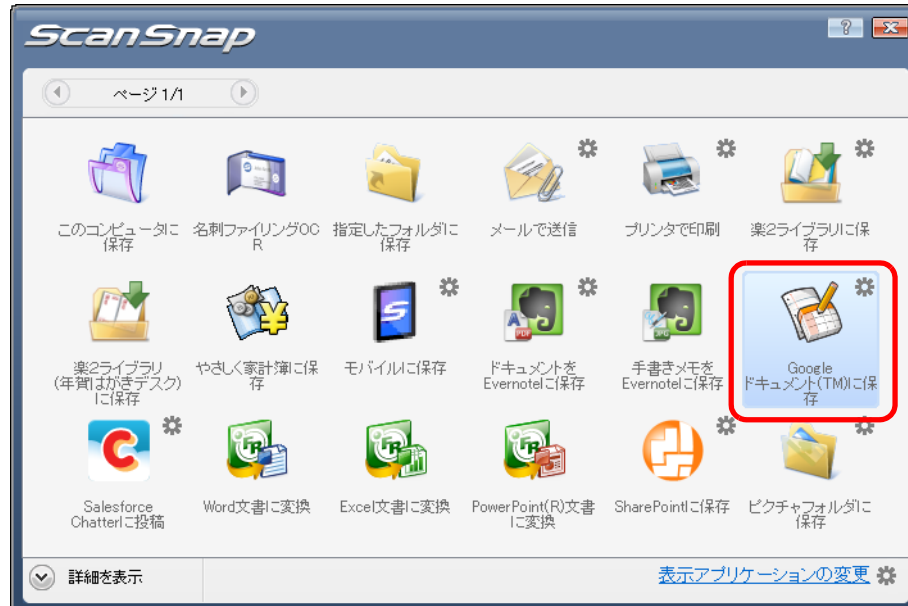 ScanSnap
ページ 1/1
このコンピュータに
保存
名刺ファイリングOC
R
指定したフォルダに
保存
メールで送信
プリンタで印刷
楽2ライブラリに保
存
楽2ライブラリ
(年賀はがきデスク)
に保存
やさしく家計簿に保
存
モバイルに保存
ドキュメントを
Evernoteに保存
手書きメモを
Evernoteに保存
Google
ドキュメント(TM)に保
存
Salesforce
Chatterに投稿
Word文書に変換
Excel文書に変換
PowerPoint(R)文書
に変換
SharePointに保存
ピクチャフォルダに
保存
詳細を表示
表示アプリケーションの変更